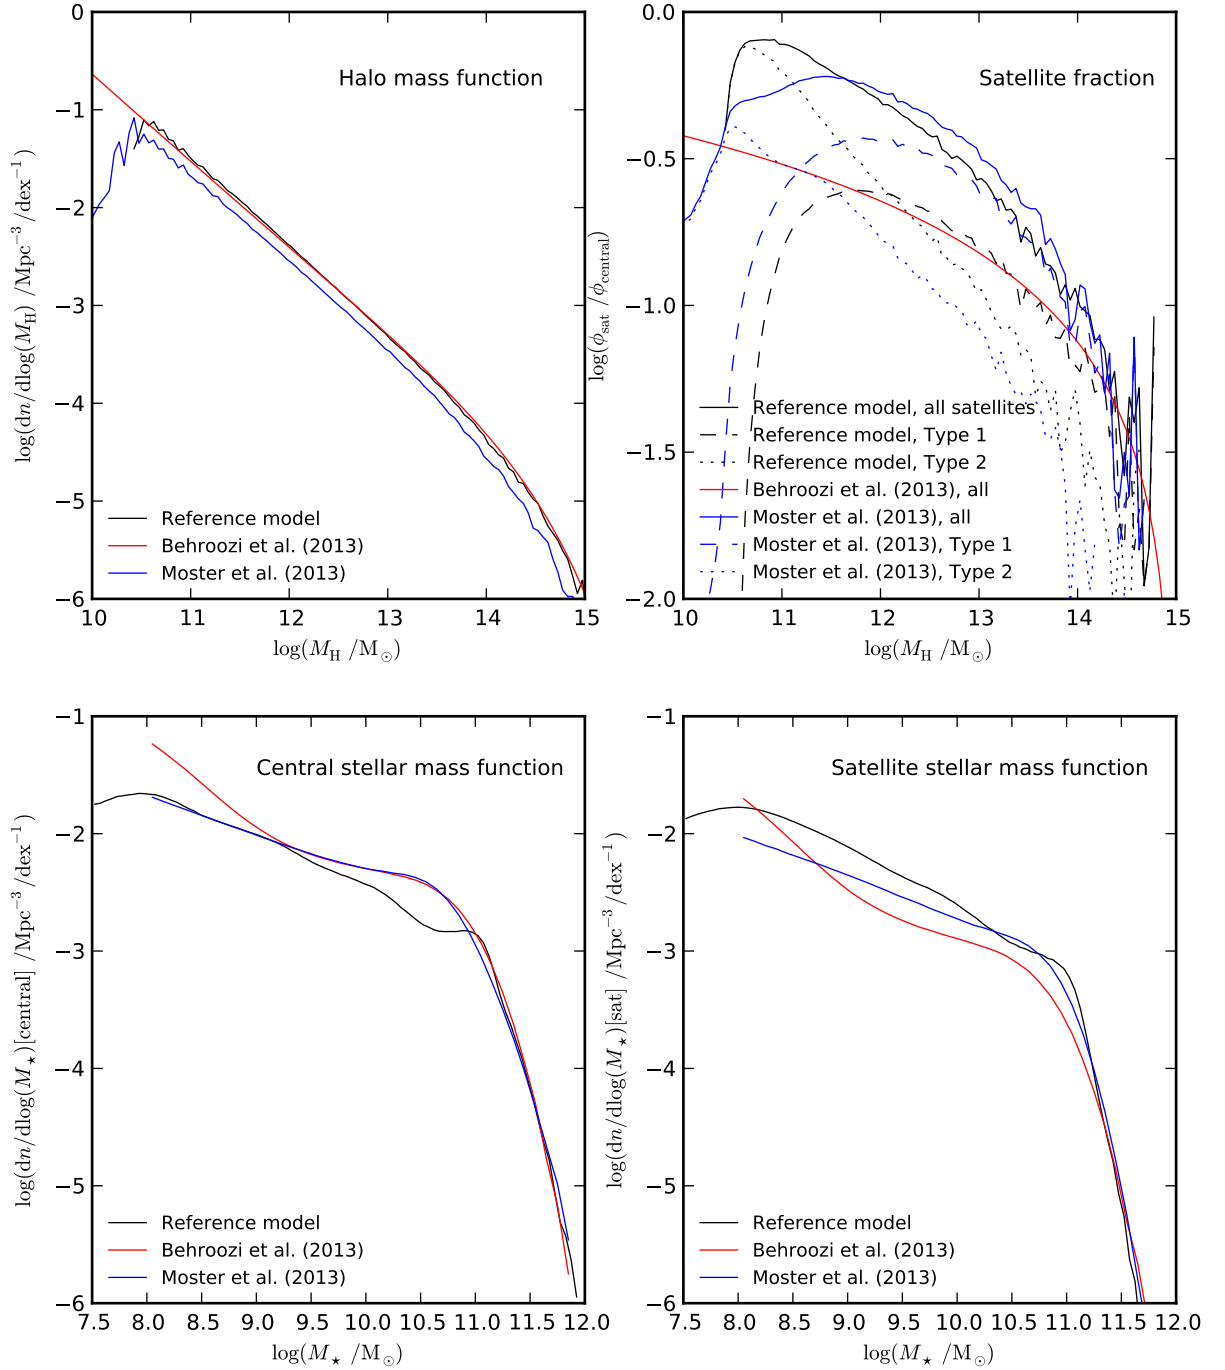 Halo mass function
log(dn/dlog(M_H) /Mpc^−3 /dex^−1)
0
−1
−2
−3
−4
−5
−6
Reference model
Behroozi et al. (2013)
Moster et al. (2013)
10 11 12 13 14 15
log(M_H /M_⊙)
Satellite fraction
log(ϕ_sat /ϕ_central)
0.0
−0.5
−1.0
−1.5
−2.0
Reference model, all satellites
Reference model, Type 1
Reference model, Type 2
Behroozi et al. (2013), all
Moster et al. (2013), all
Moster et al. (2013), Type 1
Moster et al. (2013), Type 2
10 11 12 13 14 15
log(M_H /M_⊙)
Central stellar mass function
log(dn/dlog(M_⋆)[central] /Mpc^−3 /dex^−1)
−1
−2
−3
−4
−5
−6
Reference model
Behroozi et al. (2013)
Moster et al. (2013)
7.5 8.0 8.5 9.0 9.5 10.0 10.5 11.0 11.5 12.0
log(M_⋆ /M_⊙)
Satellite stellar mass function
log(dn/dlog(M_⋆)[sat] /Mpc^−3 /dex^−1)
−1
−2
−3
−4
−5
−6
Reference model
Behroozi et al. (2013)
Moster et al. (2013)
7.5 8.0 8.5 9.0 9.5 10.0 10.5 11.0 11.5 12.0
log(M_⋆ /M_⊙)